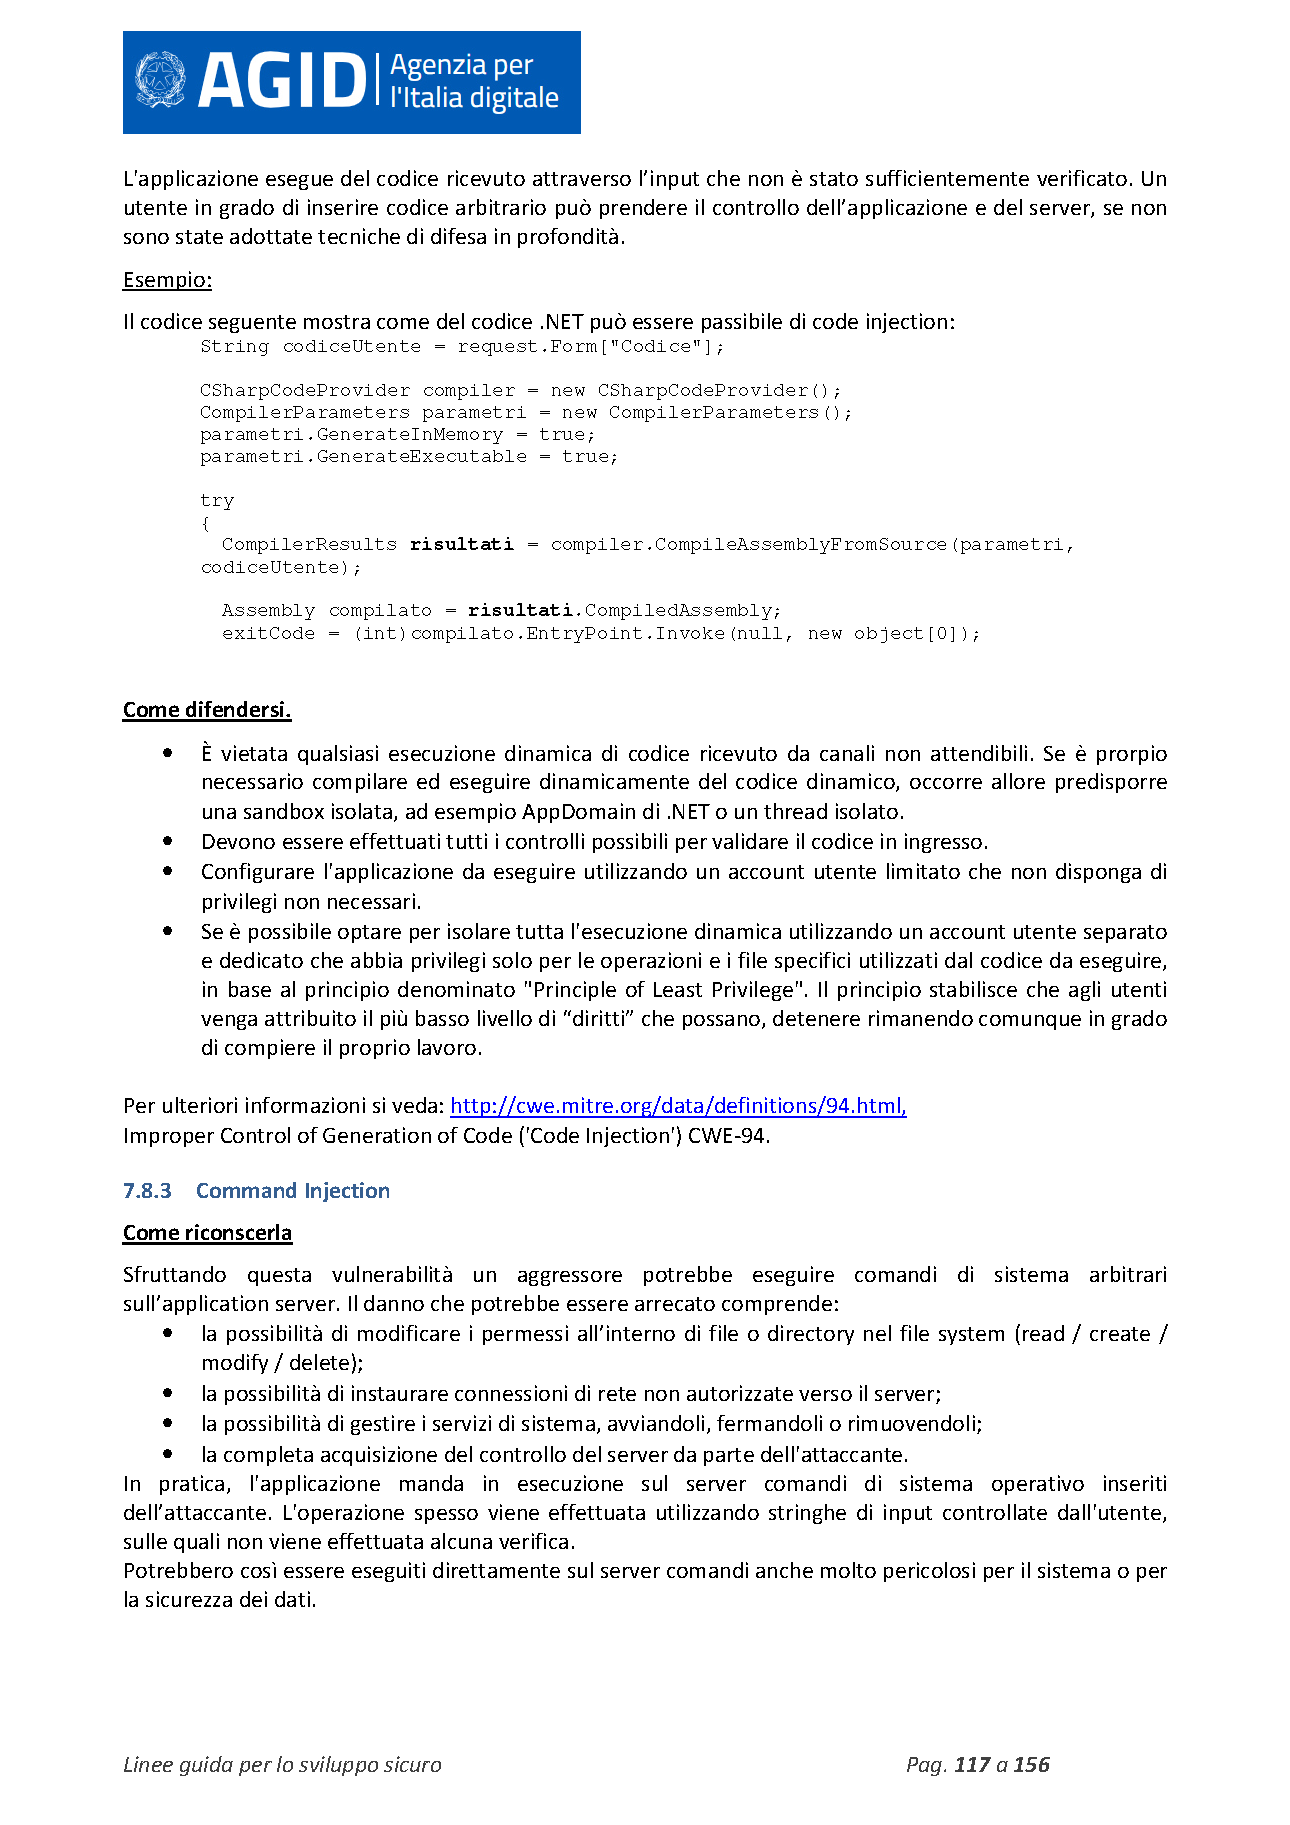 AGID Agenzia per
l'Italia digitale
L'applicazione esegue del codice ricevuto attraverso l’input che non è stato sufficientemente verificato. Un
utente in grado di inserire codice arbitrario può prendere il controllo dell’applicazione e del server, se non
sono state adottate tecniche di difesa in profondità.
Esempio:
Il codice seguente mostra come del codice .NET può essere passibile di code injection:
String codiceUtente = request.Form["Codice"];
CSharpCodeProvider compiler = new CSharpCodeProvider();
CompilerParameters parametri = new CompilerParameters();
parametri.GenerateInMemory = true;
parametri.GenerateExecutable = true;
try
{
CompilerResults risultati = compiler.CompileAssemblyFromSource(parametri,
codiceUtente);
Assembly compilato = risultati.CompiledAssembly;
exitCode = (int)compilato.EntryPoint.Invoke(null, new object[0]);
Come difendersi.
• È vietata qualsiasi esecuzione dinamica di codice ricevuto da canali non attendibili. Se è prorpio
necessario compilare ed eseguire dinamicamente del codice dinamico, occorre allore predisporre
una sandbox isolata, ad esempio AppDomain di .NET o un thread isolato.
• Devono essere effettuati tutti i controlli possibili per validare il codice in ingresso.
• Configurare l'applicazione da eseguire utilizzando un account utente limitato che non disponga di
privilegi non necessari.
• Se è possibile optare per isolare tutta l'esecuzione dinamica utilizzando un account utente separato
e dedicato che abbia privilegi solo per le operazioni e i file specifici utilizzati dal codice da eseguire,
in base al principio denominato "Principle of Least Privilege". Il principio stabilisce che agli utenti
venga attribuito il più basso livello di “diritti” che possano, detenere rimanendo comunque in grado
di compiere il proprio lavoro.
Per ulteriori informazioni si veda: http://cwe.mitre.org/data/definitions/94.html,
Improper Control of Generation of Code ('Code Injection') CWE-94.
7.8.3 Command Injection
Come riconscerla
Sfruttando questa vulnerabilità un aggressore potrebbe eseguire comandi di sistema arbitrari
sull’application server. Il danno che potrebbe essere arrecato comprende:
• la possibilità di modificare i permessi all’interno di file o directory nel file system (read / create /
modify / delete);
• la possibilità di instaurare connessioni di rete non autorizzate verso il server;
• la possibilità di gestire i servizi di sistema, avviandoli, fermandoli o rimuovendoli;
• la completa acquisizione del controllo del server da parte dell'attaccante.
In pratica, l'applicazione manda in esecuzione sul server comandi di sistema operativo inseriti
dell’attaccante. L'operazione spesso viene effettuata utilizzando stringhe di input controllate dall'utente,
sulle quali non viene effettuata alcuna verifica.
Potrebbero così essere eseguiti direttamente sul server comandi anche molto pericolosi per il sistema o per
la sicurezza dei dati.
Linee guida per lo sviluppo sicuro Pag. 117 a 156